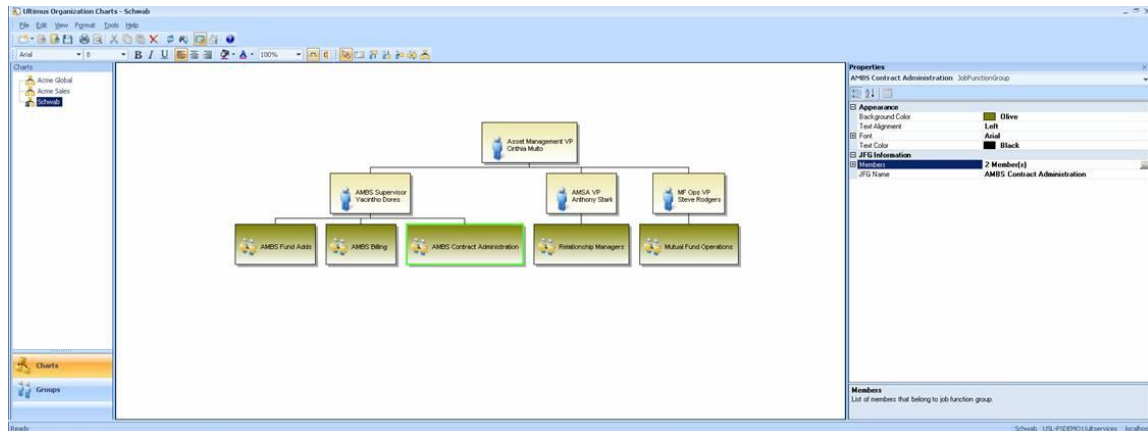 Ultimus Organization Charts - Schwab
File Edit View Format Tools Help
Arial 8 B I U 100%
Charts
Acme Global
Acme Sales
Schwab
Asset Management VP
Cinthia Muito
AMBS Supervisor
Yacintho Dores
AMSA VP
Anthony Stark
MF Ops VP
Steve Rodgers
AMBS Fund Adds
AMBS Billing
AMBS Contract Administration
Relationship Managers
Mutual Fund Operations
Charts
Groups
Ready
Properties
AMBS Contract Administration JobFunctionGroup
Appearance
Background Color Olive
Text Alignment Left
Font Arial
Text Color Black
JFG Information
Members 2 Member(s)
JFG Name AMBS Contract Administration
Members
List of members that belong to job function group.
Schwab